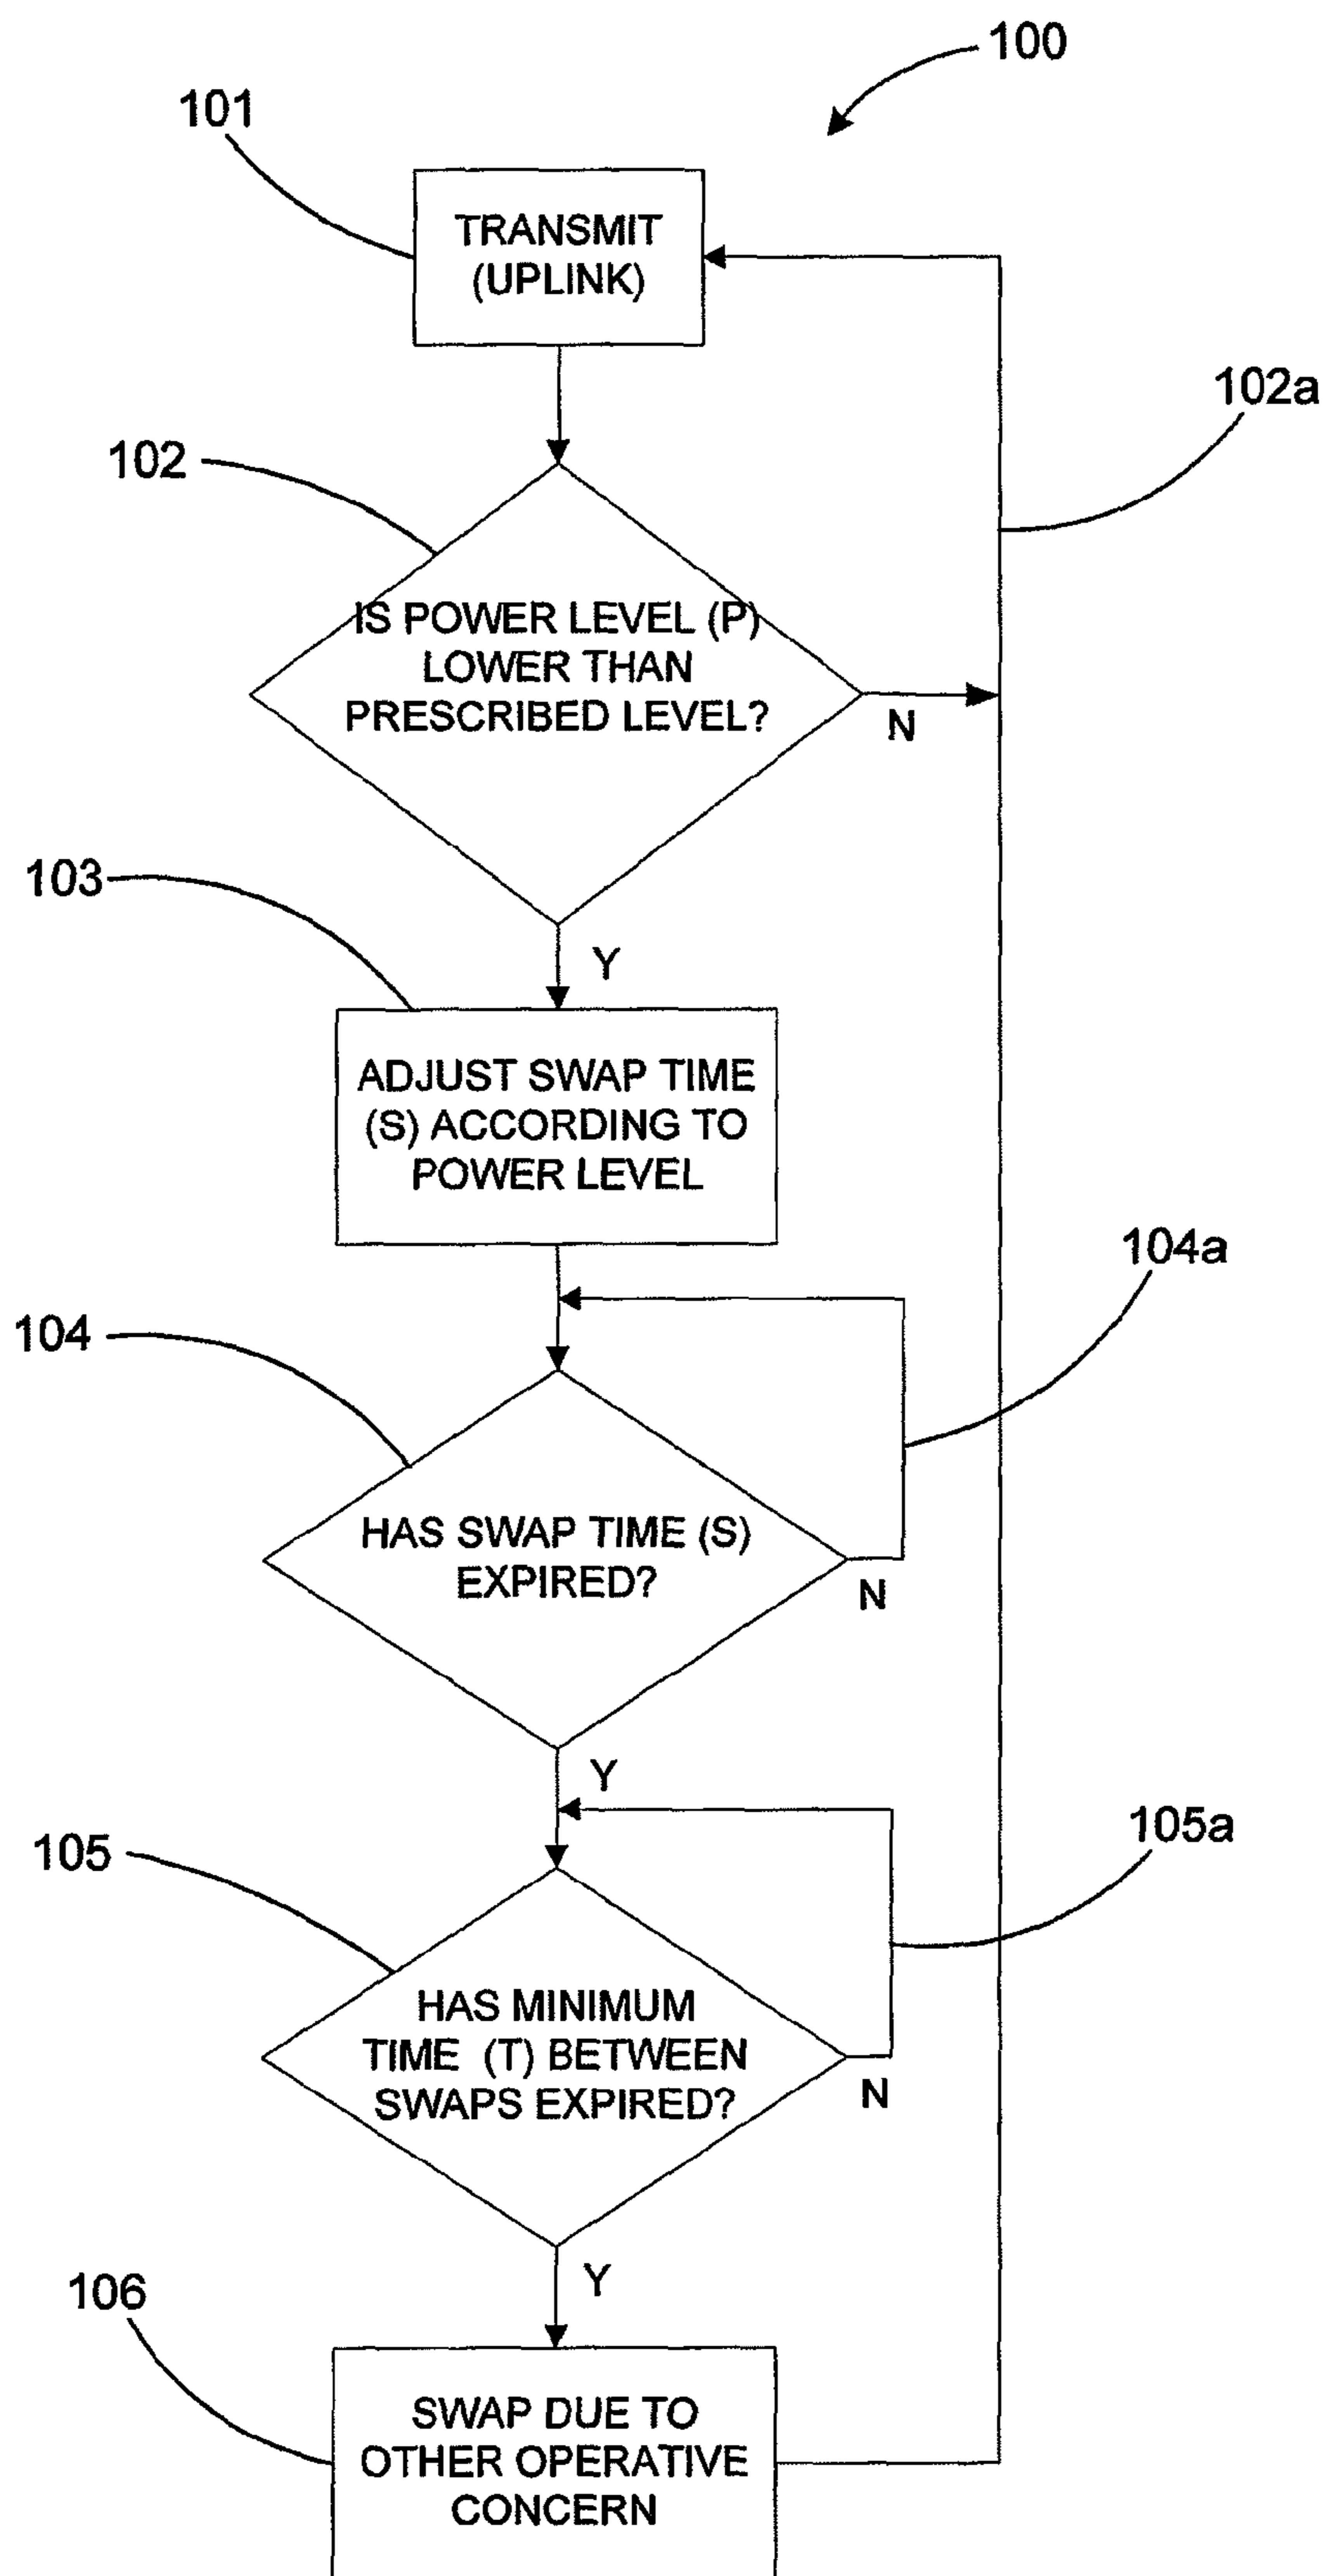 100
101
TRANSMIT
(UPLINK)
102a
102
IS POWER LEVEL (P)
LOWER THAN
PRESCRIBED LEVEL?
N
103
Y
ADJUST SWAP TIME
(S) ACCORDING TO
POWER LEVEL
104a
104
HAS SWAP TIME (S)
EXPIRED?
N
Y
105a
105
HAS MINIMUM
TIME (T) BETWEEN
SWAPS EXPIRED?
N
Y
106
SWAP DUE TO
OTHER OPERATIVE
CONCERN